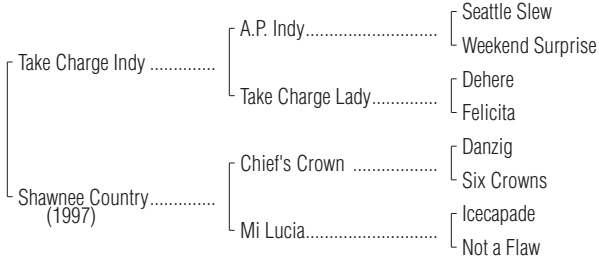 Seattle Slew
A.P. Indy..............................
Weekend Surprise
Take Charge Indy ..............
Dehere
Take Charge Lady...............
Felicita
Danzig
Chief's Crown ...................
Six Crowns
Shawnee Country..............
(1997)
Icecapade
Mi Lucia..............................
Not a Flaw